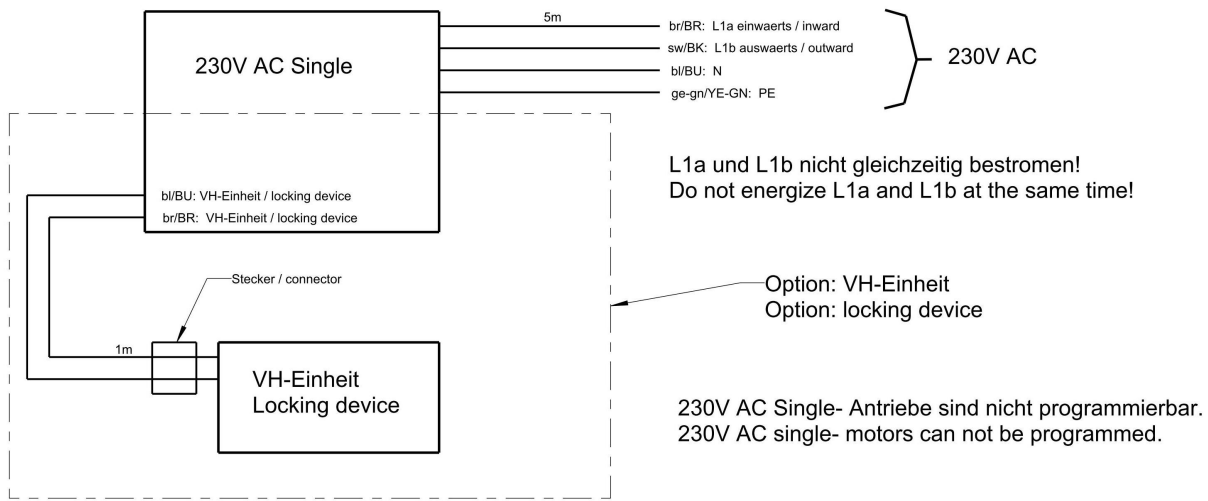 5m
br/BR: L1a einwaerts / inward
sw/BK: L1b auswaerts / outward
bl/BU: N
ge-gn/YE-GN: PE
230V AC
230V AC Single
L1a und L1b nicht gleichzeitig bestromen!
Do not energize L1a and L1b at the same time!
bl/BU: VH-Einheit / locking device
br/BR: VH-Einheit / locking device
Stecker / connector
Option: VH-Einheit
Option: locking device
1m
VH-Einheit
Locking device
230V AC Single- Antriebe sind nicht programmierbar.
230V AC single- motors can not be programmed.